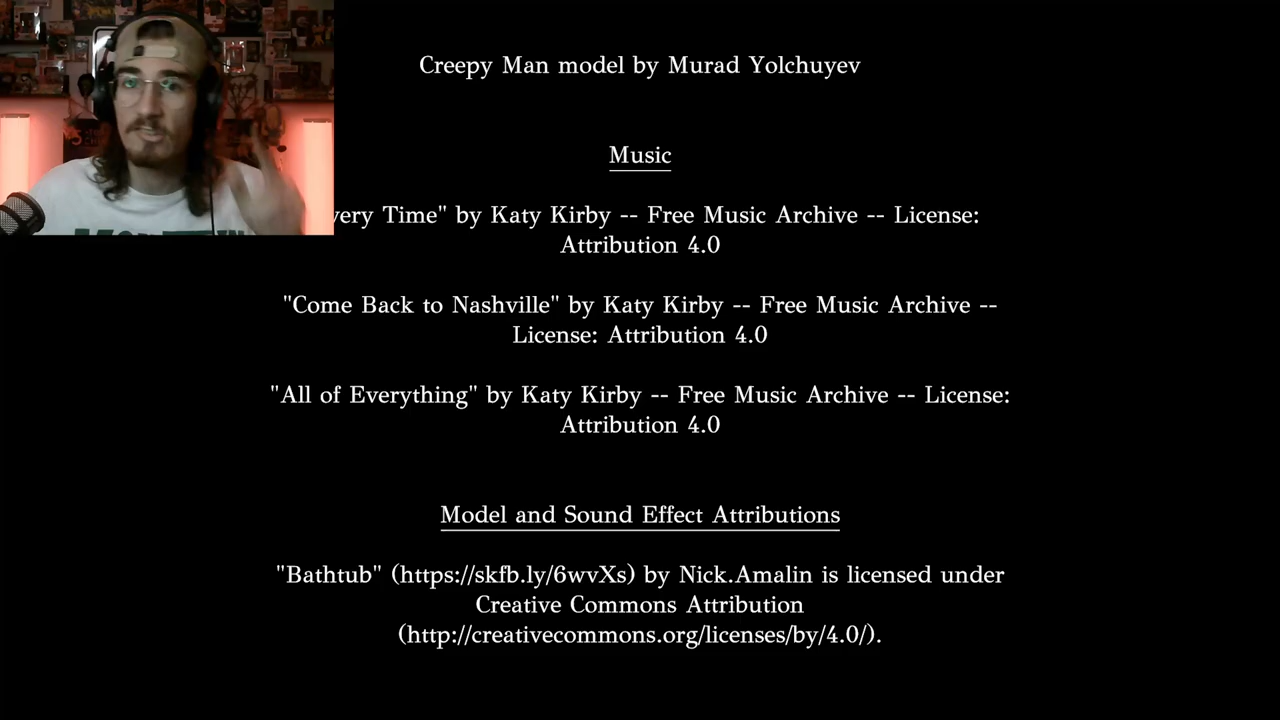 Creepy Man model by Murad Yolchuyev
Music
very Time" by Katy Kirby -- Free Music Archive -- License:
Attribution 4.0
"Come Back to Nashville" by Katy Kirby -- Free Music Archive --
License: Attribution 4.0
"All of Everything" by Katy Kirby -- Free Music Archive -- License:
Attribution 4.0
Model and Sound Effect Attributions
"Bathtub" (https://skfb.ly/6wvXs) by Nick.Amalin is licensed under
Creative Commons Attribution
(http://creativecommons.org/licenses/by/4.0/).